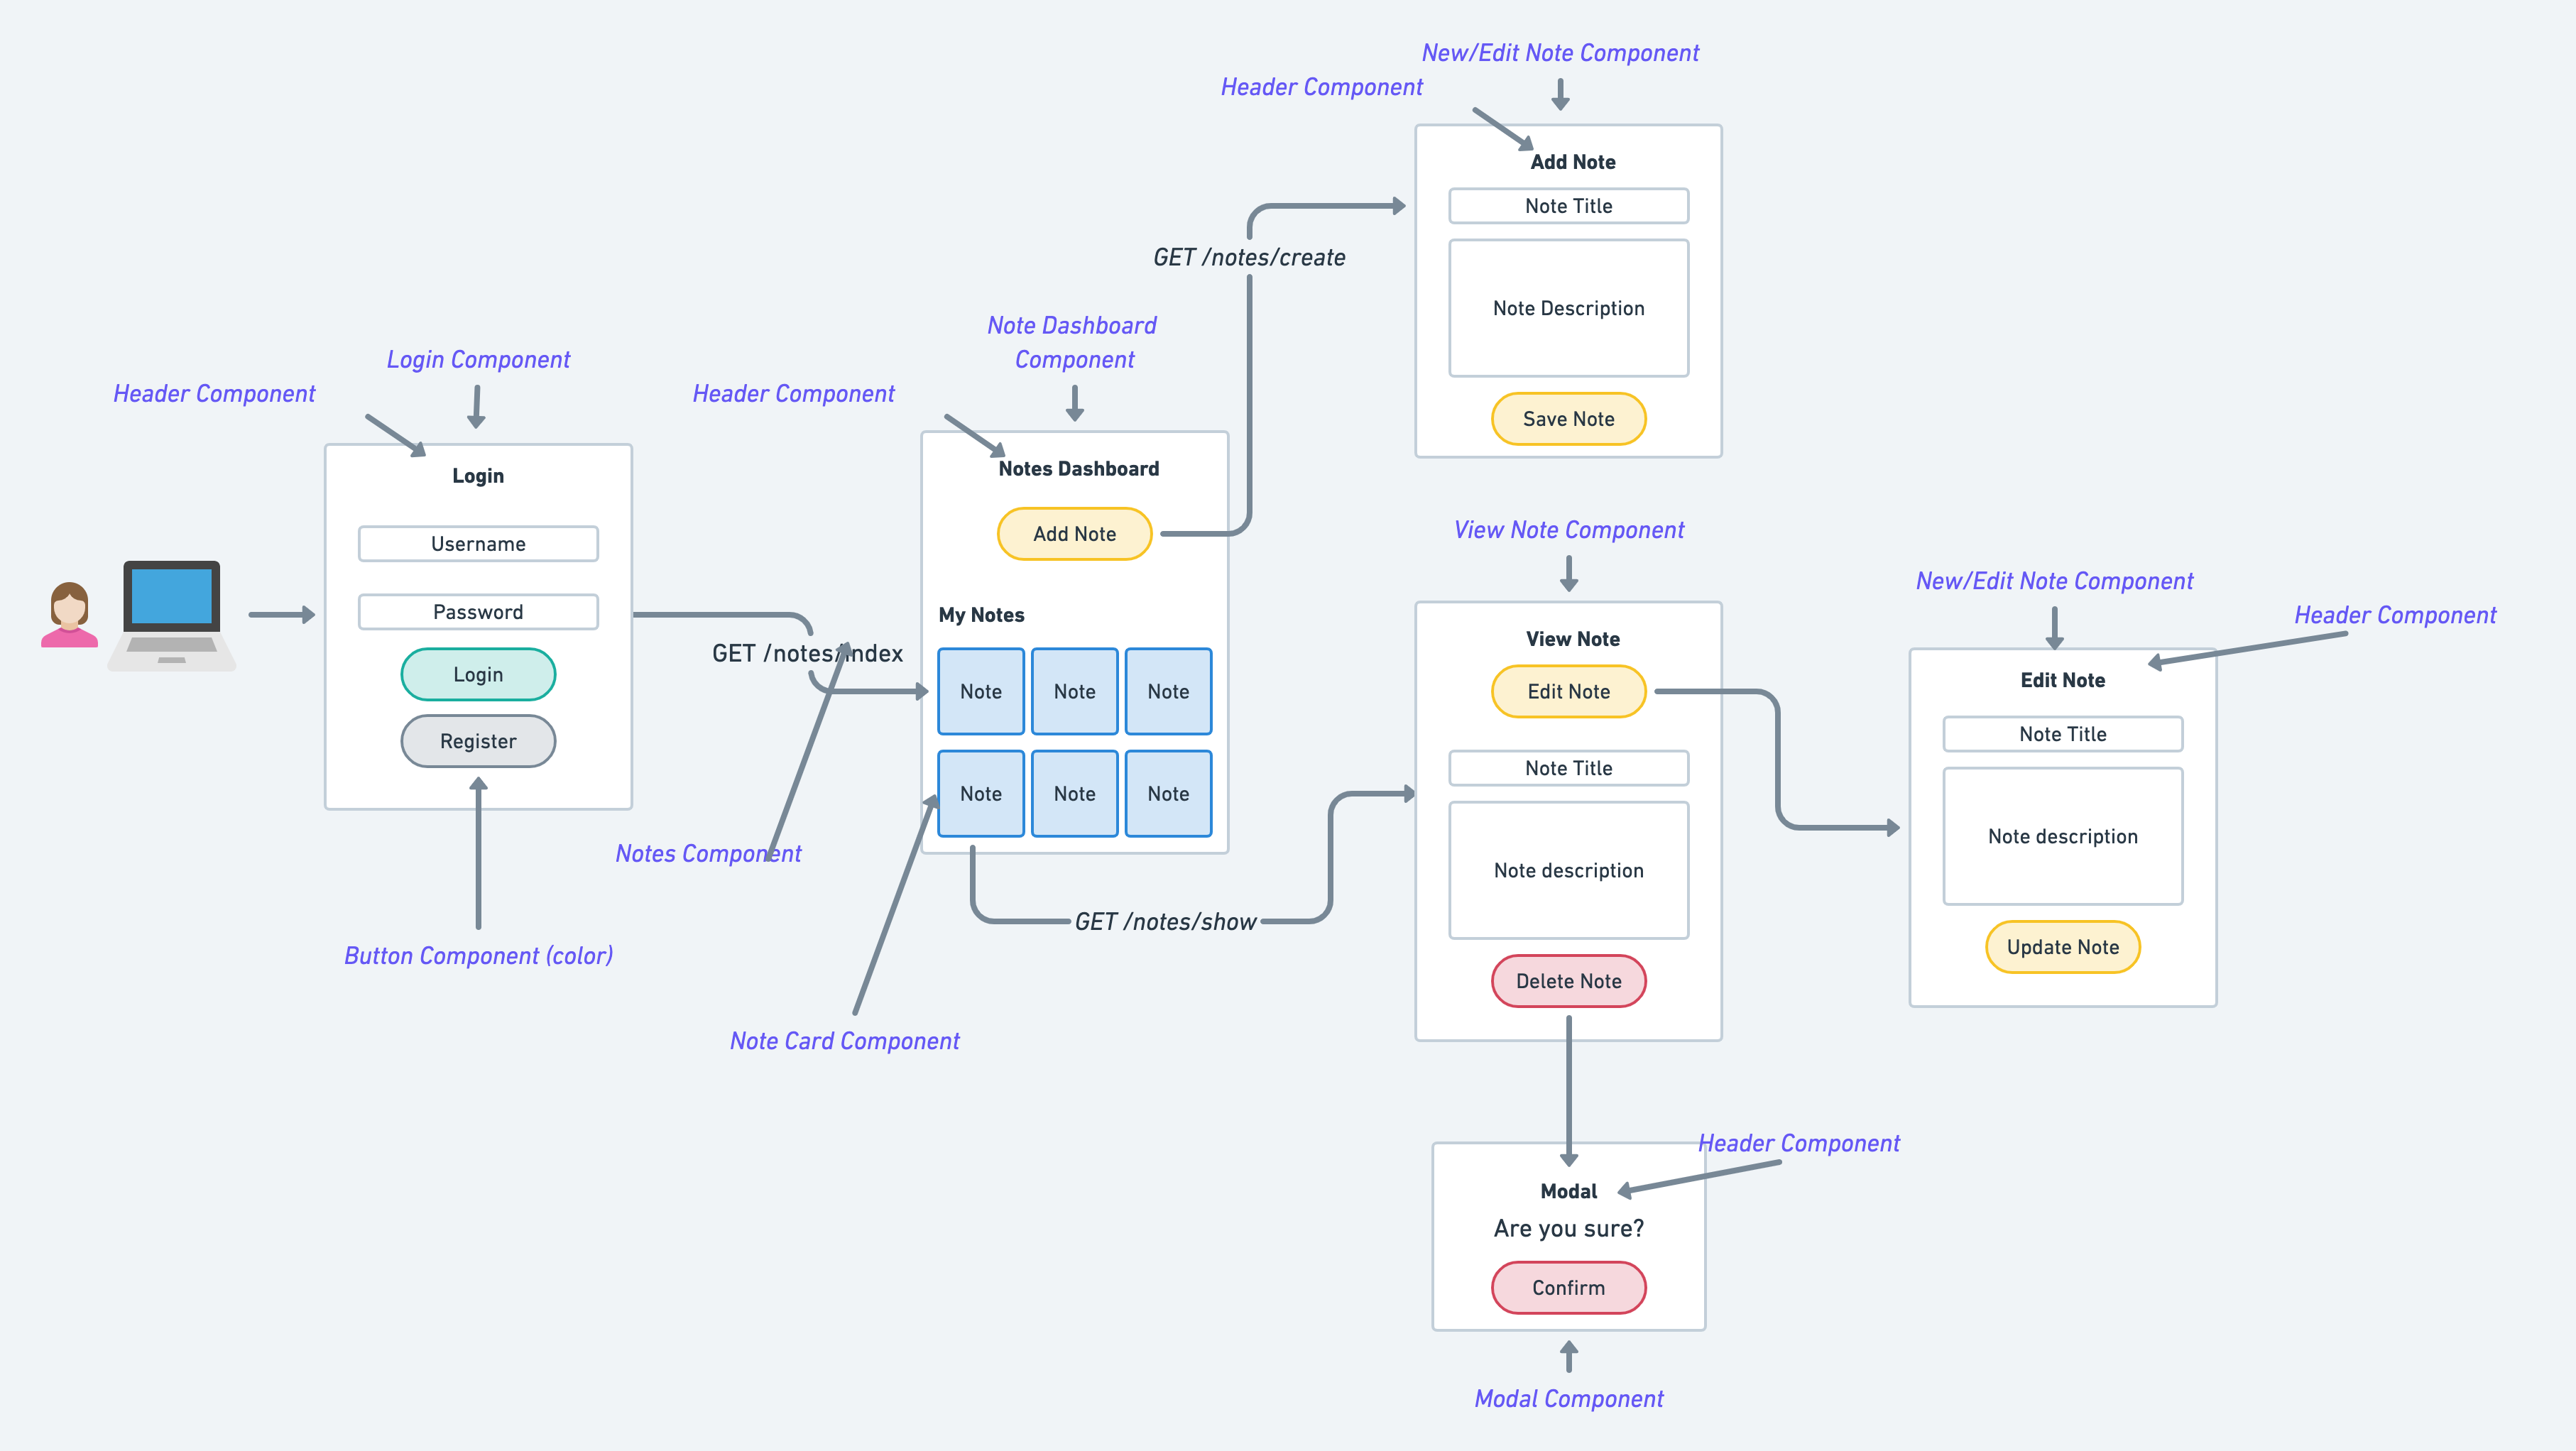 New/Edit Note Component
Header Component
Add Note
Note Title
Note Description
Save Note
GET /notes/create
Login Component
Header Component
Login
Username
Password
Login
Register
Button Component (color)
GET /notes/index
Notes Component
Note Card Component
Note Dashboard
Component
Header Component
Notes Dashboard
Add Note
My Notes
Note Note Note
Note Note Note
GET /notes/show
View Note Component
View Note
Edit Note
Note Title
Note description
Delete Note
New/Edit Note Component
Header Component
Edit Note
Note Title
Note description
Update Note
Header Component
Modal
Are you sure?
Confirm
Modal Component